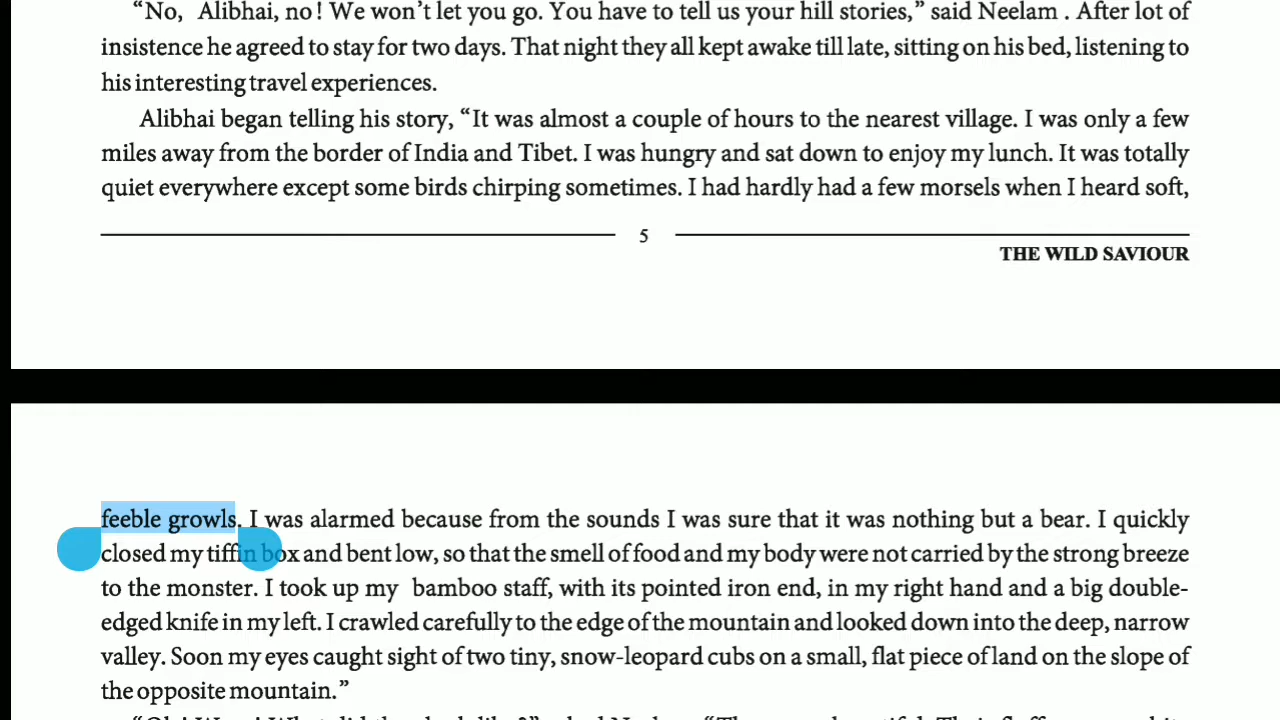 “No, Alibhai, no! We won’t let you go. You have to tell us your hill stories,” said Neelam . After lot of
insistence he agreed to stay for two days. That night they all kept awake till late, sitting on his bed, listening to
his interesting travel experiences.
Alibhai began telling his story, “It was almost a couple of hours to the nearest village. I was only a few
miles away from the border of India and Tibet. I was hungry and sat down to enjoy my lunch. It was totally
quiet everywhere except some birds chirping sometimes. I had hardly had a few morsels when I heard soft,
5
THE WILD SAVIOUR
feeble growls. I was alarmed because from the sounds I was sure that it was nothing but a bear. I quickly
closed my tiffin box and bent low, so that the smell of food and my body were not carried by the strong breeze
to the monster. I took up my bamboo staff, with its pointed iron end, in my right hand and a big double-
edged knife in my left. I crawled carefully to the edge of the mountain and looked down into the deep, narrow
valley. Soon my eyes caught sight of two tiny, snow-leopard cubs on a small, flat piece of land on the slope of
the opposite mountain.”